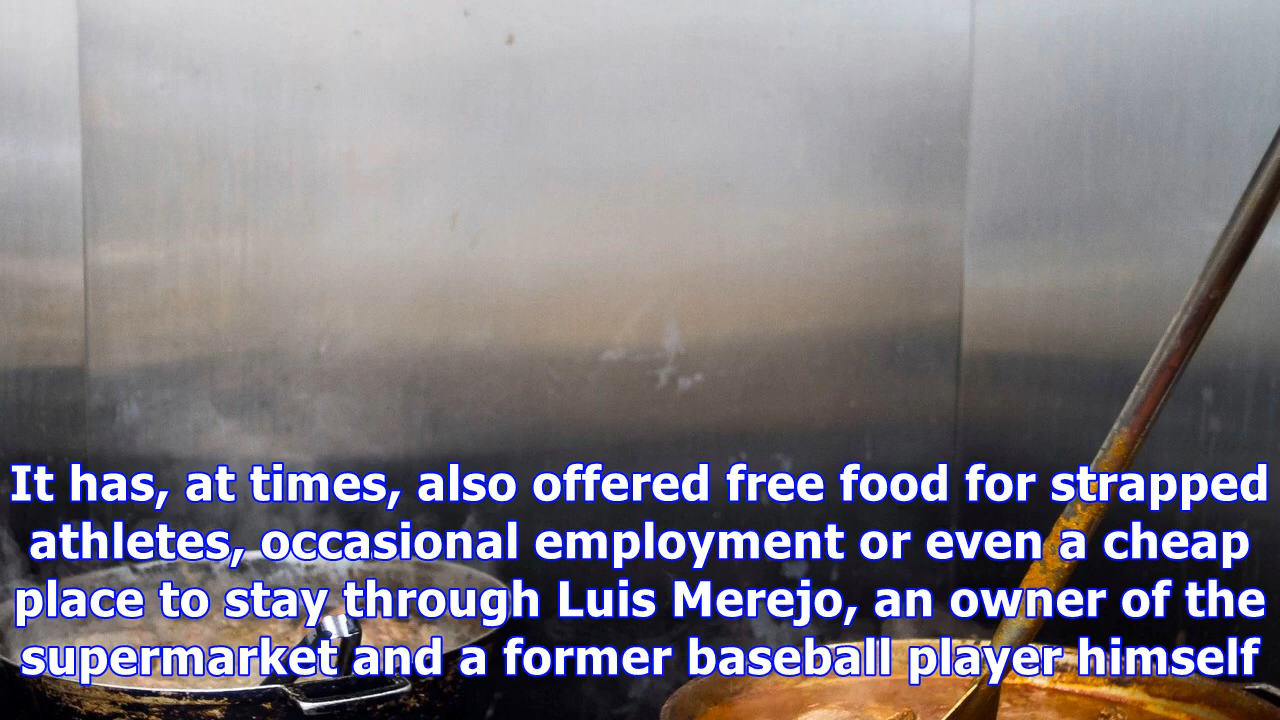 It has, at times, also offered free food for strapped
athletes, occasional employment or even a cheap
place to stay through Luis Merejo, an owner of the
supermarket and a former baseball player himself